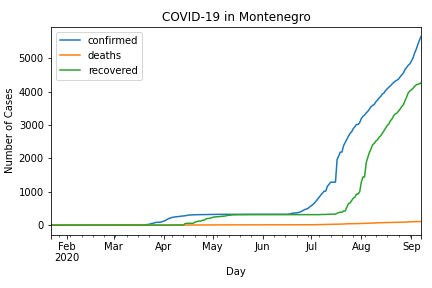 COVID-19 in Montenegro
confirmed
deaths
recovered
Number of Cases
5000
4000
3000
2000
1000
0
Feb Mar Apr May Jun Jul Aug Sep
2020
Day